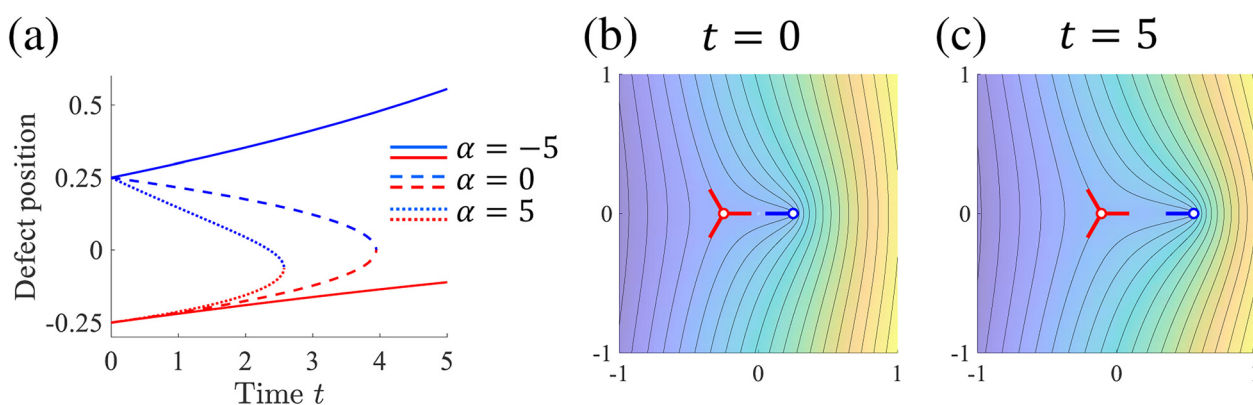 (a)
0.5
0.25
0
-0.25
Defect position
0 1 2 3 4 5
Time t
α = −5
α = 0
α = 5
(b) t = 0
1
0
-1
-1 0 1
(c) t = 5
1
0
-1
-1 0 1